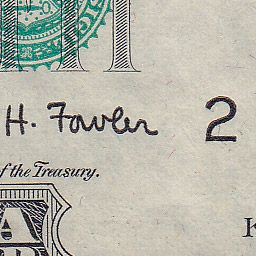 H. Fowler 2
of the Treasury.
K
A